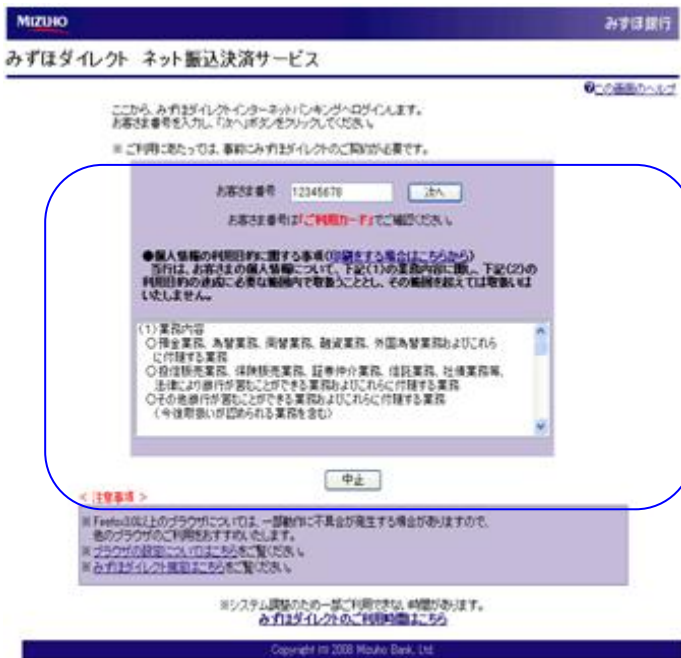 MIZUHO
みずほ銀行
みずほダイレクト ネット振込決済サービス
この画面のヘルプ
ここから、みずほダイレクトインターネットバンキングへログインします。
お客さま番号を入力し、「次へ」ボタンをクリックしてください。
※ ご利用にあたっては、事前にみずほダイレクトのご契約が必要です。
お客さま番号 12345678 次へ
お客さま番号は「ご利用カード」でご確認ください。
●個人情報の利用目的に関する事項(印刷をする場合はこちらから)
当行は、お客さまの個人情報について、下記(1)の業務内容に関し、下記(2)の
利用目的の達成に必要な範囲内で取扱うこととし、その範囲を超えては取扱いは
いたしません。
(1)業務内容
○預金業務、為替業務、両替業務、融資業務、外国為替業務およびこれら
に付随する業務
○投信販売業務、保険販売業務、証券仲介業務、信託業務、社債業務等、
法律により銀行が営むことができる業務およびこれらに付随する業務
○その他銀行が営むことができる業務およびこれらに付随する業務
(今後取扱いが認められる業務を含む)
中止
< 注意事項 >
※Firefox3.0以上のブラウザについては、一部動作に不具合が発生する場合がありますので、
他のブラウザのご利用をおすすめいたします。
※ブラウザの設定についてはこちらをご覧ください。
※みずほダイレクト規定はこちらをご覧ください。
※システム調整のため一部ご利用できない時間があります。
みずほダイレクトのご利用時間はこちら
Copyright (c) 2008 Mizuho Bank, Ltd.